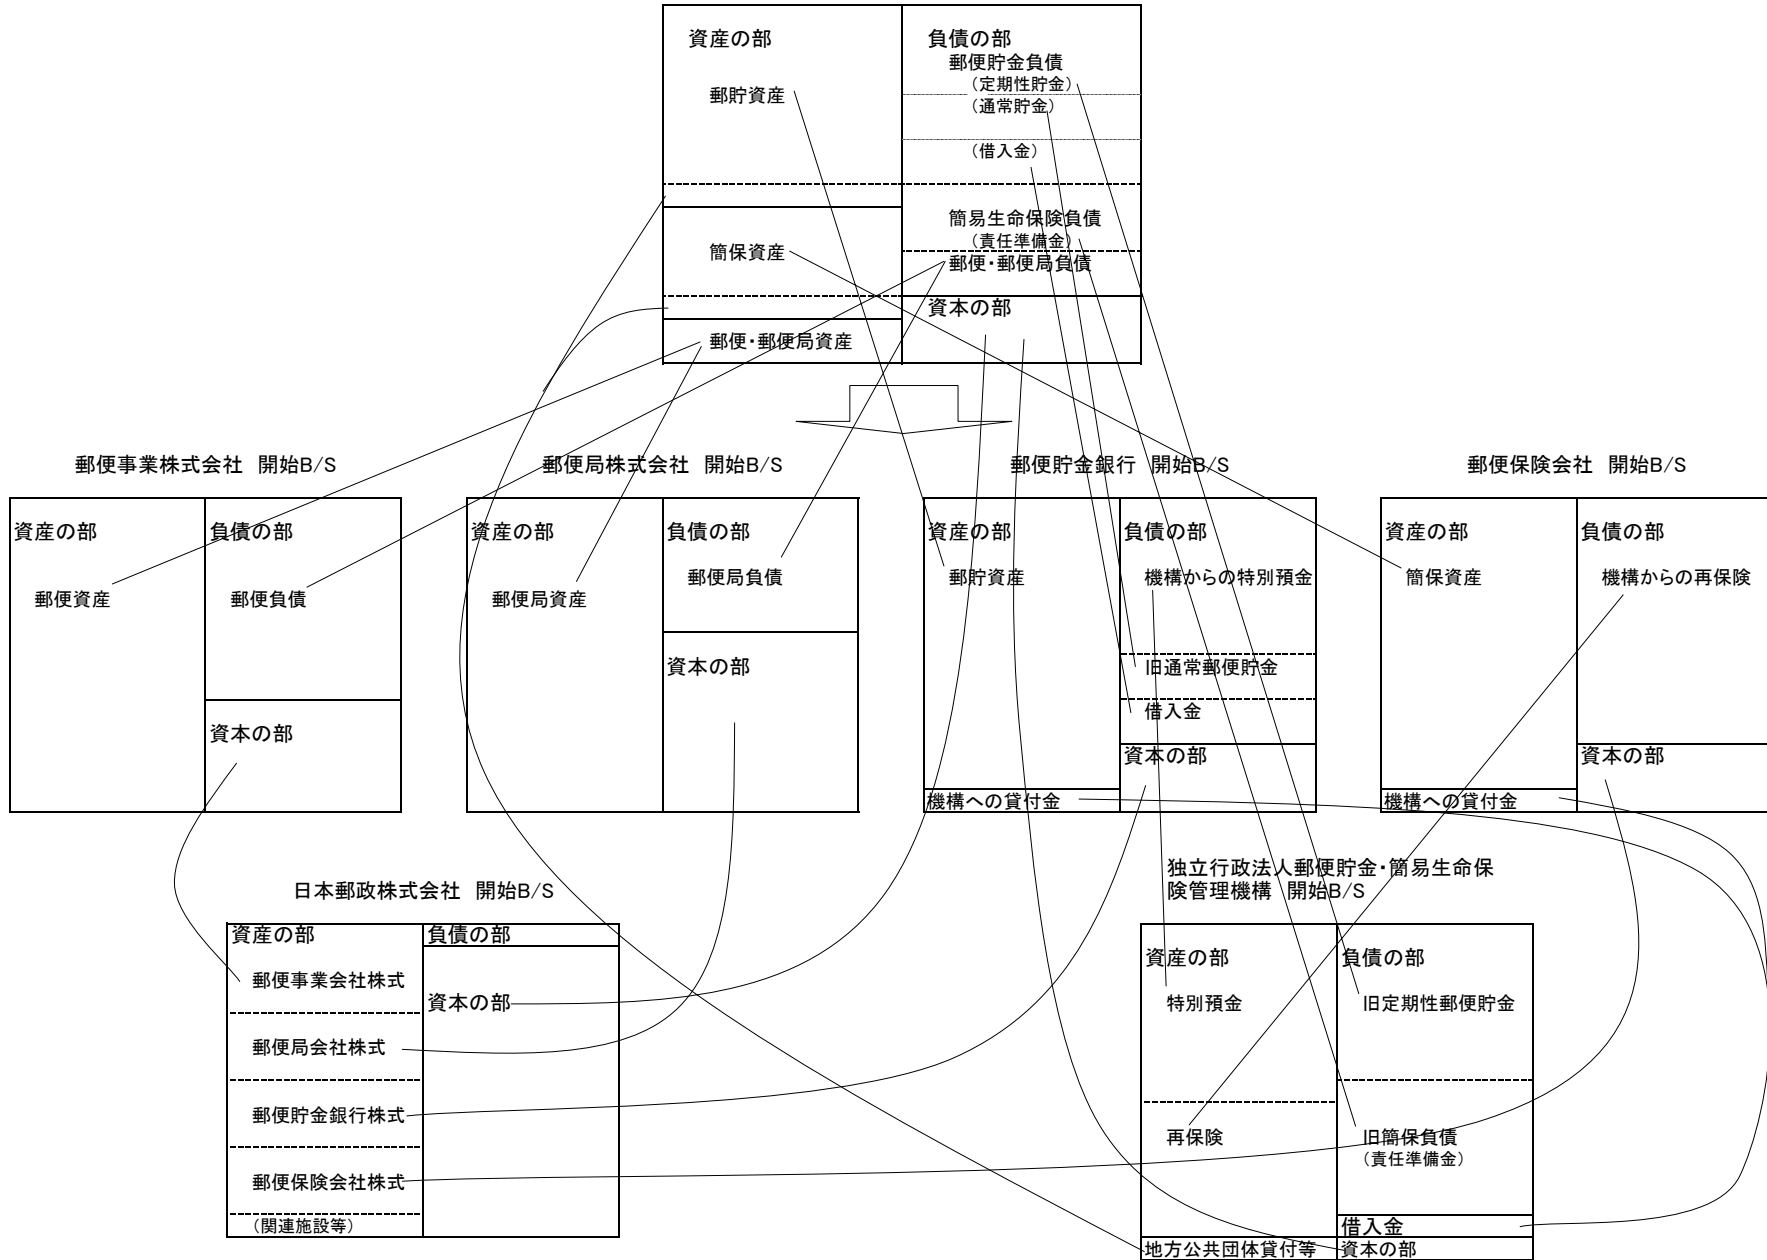 資産の部
郵貯資産
簡保資産
郵便・郵便局資産
負債の部
郵便貯金負債
(定期性貯金)
(通常貯金)
(借入金)
簡易生命保険負債
(責任準備金)
郵便・郵便局負債
資本の部
郵便事業株式会社 開始B/S
資産の部
郵便資産
負債の部
郵便負債
資本の部
郵便局株式会社 開始B/S
資産の部
郵便局資産
負債の部
郵便局負債
資本の部
郵便貯金銀行 開始B/S
資産の部
郵貯資産
機構への貸付金
負債の部
機構からの特別預金
旧通常郵便貯金
借入金
資本の部
郵便保険会社 開始B/S
資産の部
簡保資産
機構への貸付金
負債の部
機構からの再保険
資本の部
日本郵政株式会社 開始B/S
資産の部
郵便事業会社株式
郵便局会社株式
郵便貯金銀行株式
郵便保険会社株式
(関連施設等)
負債の部
資本の部
独立行政法人郵便貯金・簡易生命保
険管理機構 開始B/S
資産の部
特別預金
再保険
地方公共団体貸付等
負債の部
旧定期性郵便貯金
旧簡保負債
(責任準備金)
借入金
資本の部